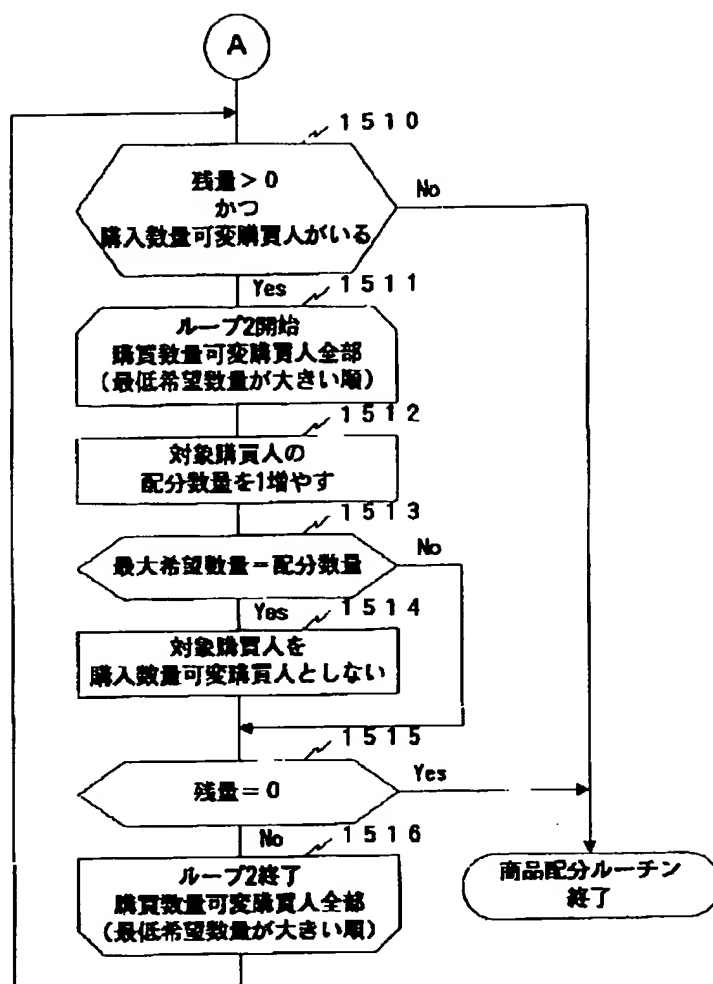 A
1510
残量>0
かつ
購入数量可変購買人がいる
No
Yes
1511
ループ2開始
購買数量可変購買人全部
(最低希望数量が大きい順)
1512
対象購買人の
配分数量を1増やす
1513
最大希望数量=配分数量
No
Yes
1514
対象購買人を
購入数量可変購買人としない
1515
残量=0
Yes
No
1516
ループ2終了
購買数量可変購買人全部
(最低希望数量が大きい順)
商品配分ルーチン
終了